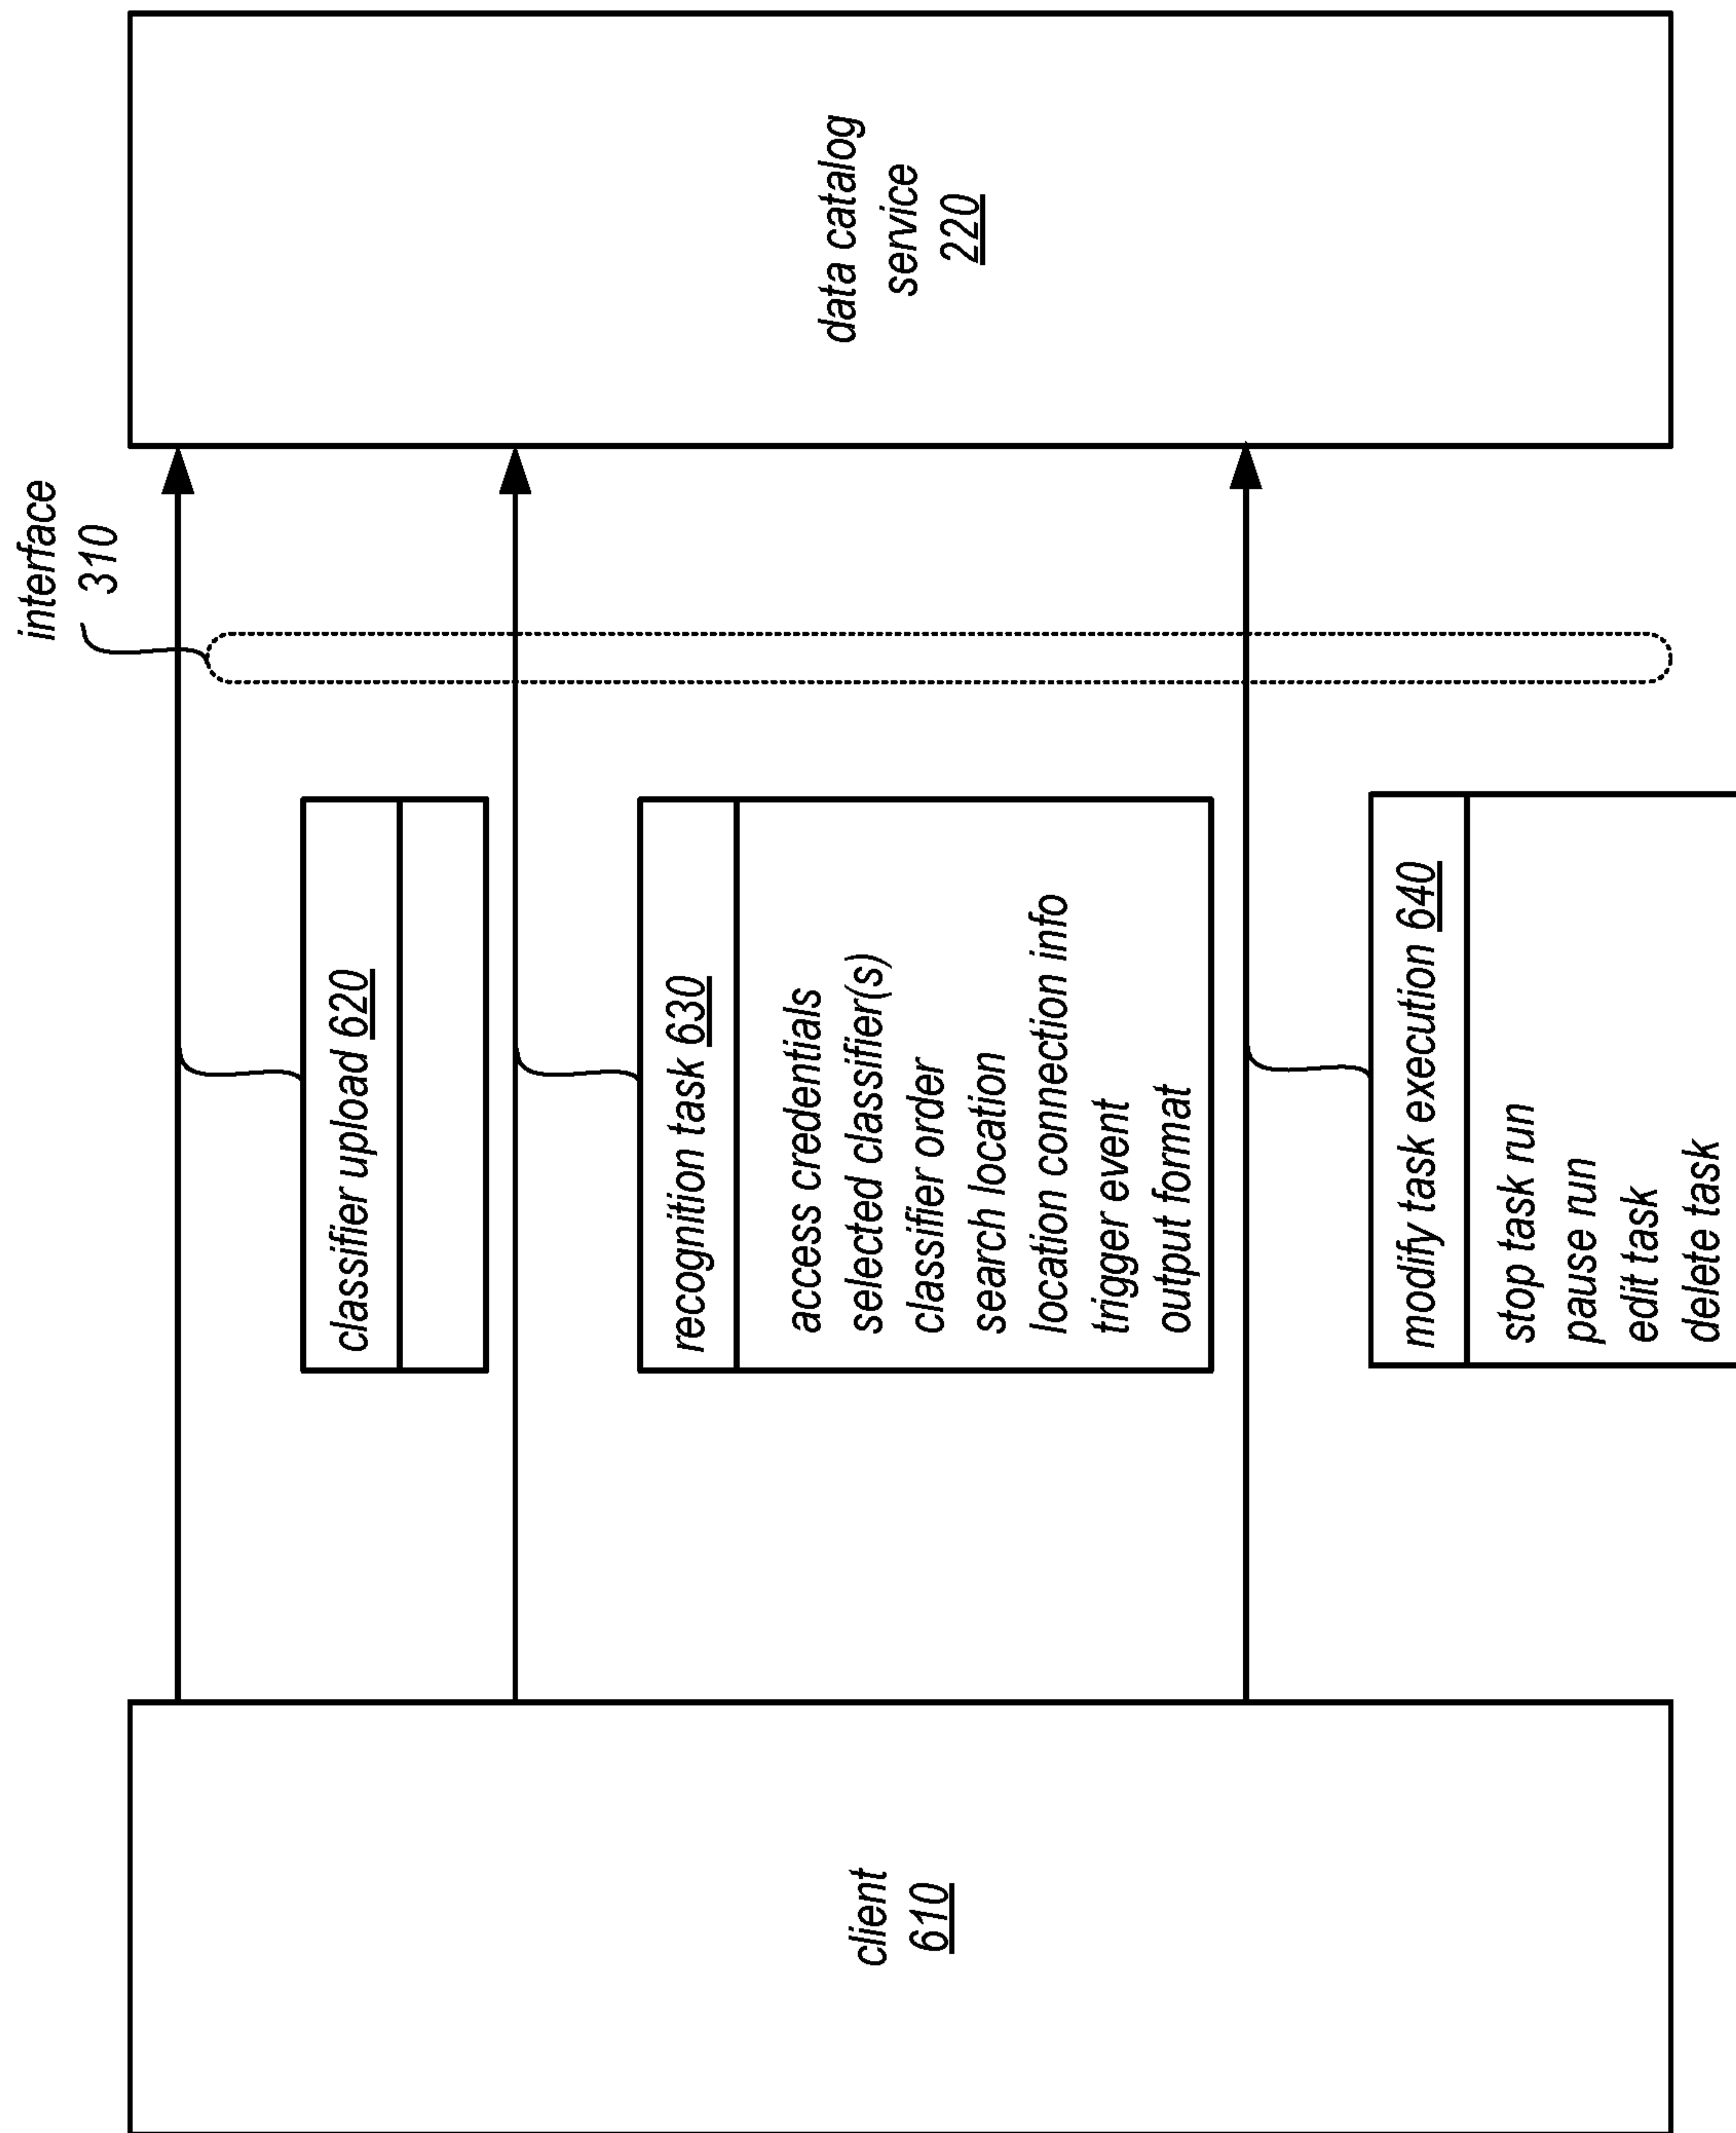 interface
310
client
610
classifier upload 620
recognition task 630
access credentials
selected classifier(s)
classifier order
search location
location connection info
trigger event
output format
modify task execution 640
stop task run
pause run
edit task
delete task
data catalog
service
220